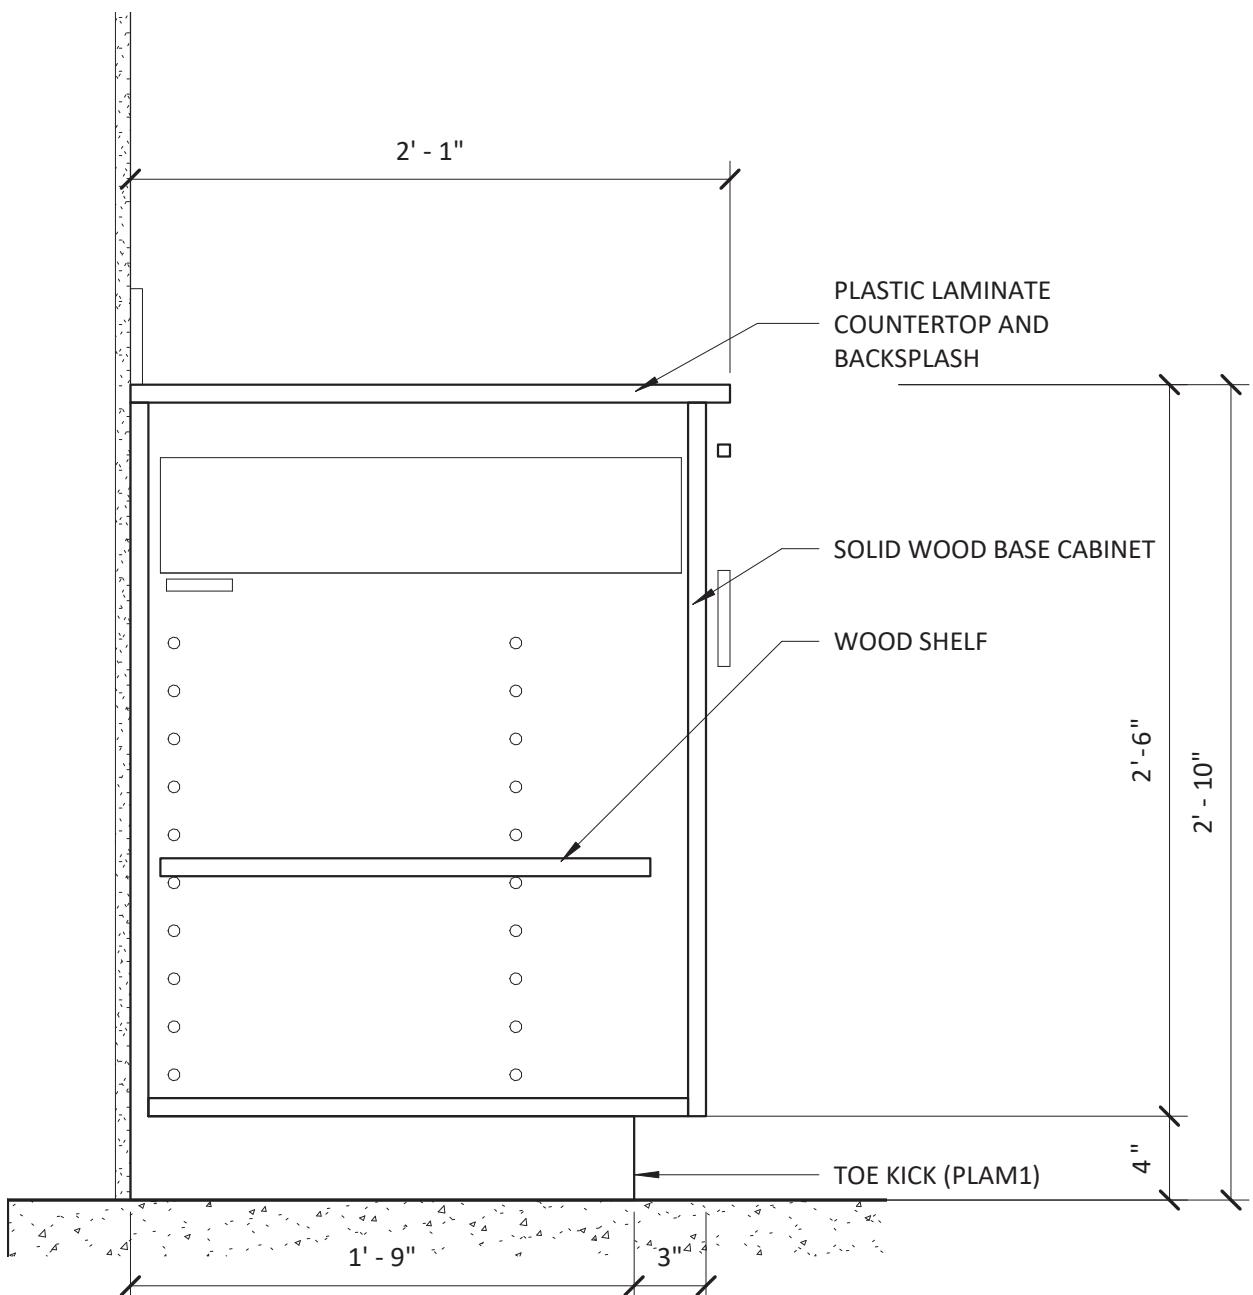 2' - 1"
PLASTIC LAMINATE
COUNTERTOP AND
BACKSPLASH
SOLID WOOD BASE CABINET
WOOD SHELF
2'-6"
2' - 10"
4"
TOE KICK (PLAM1)
1' - 9"
3"